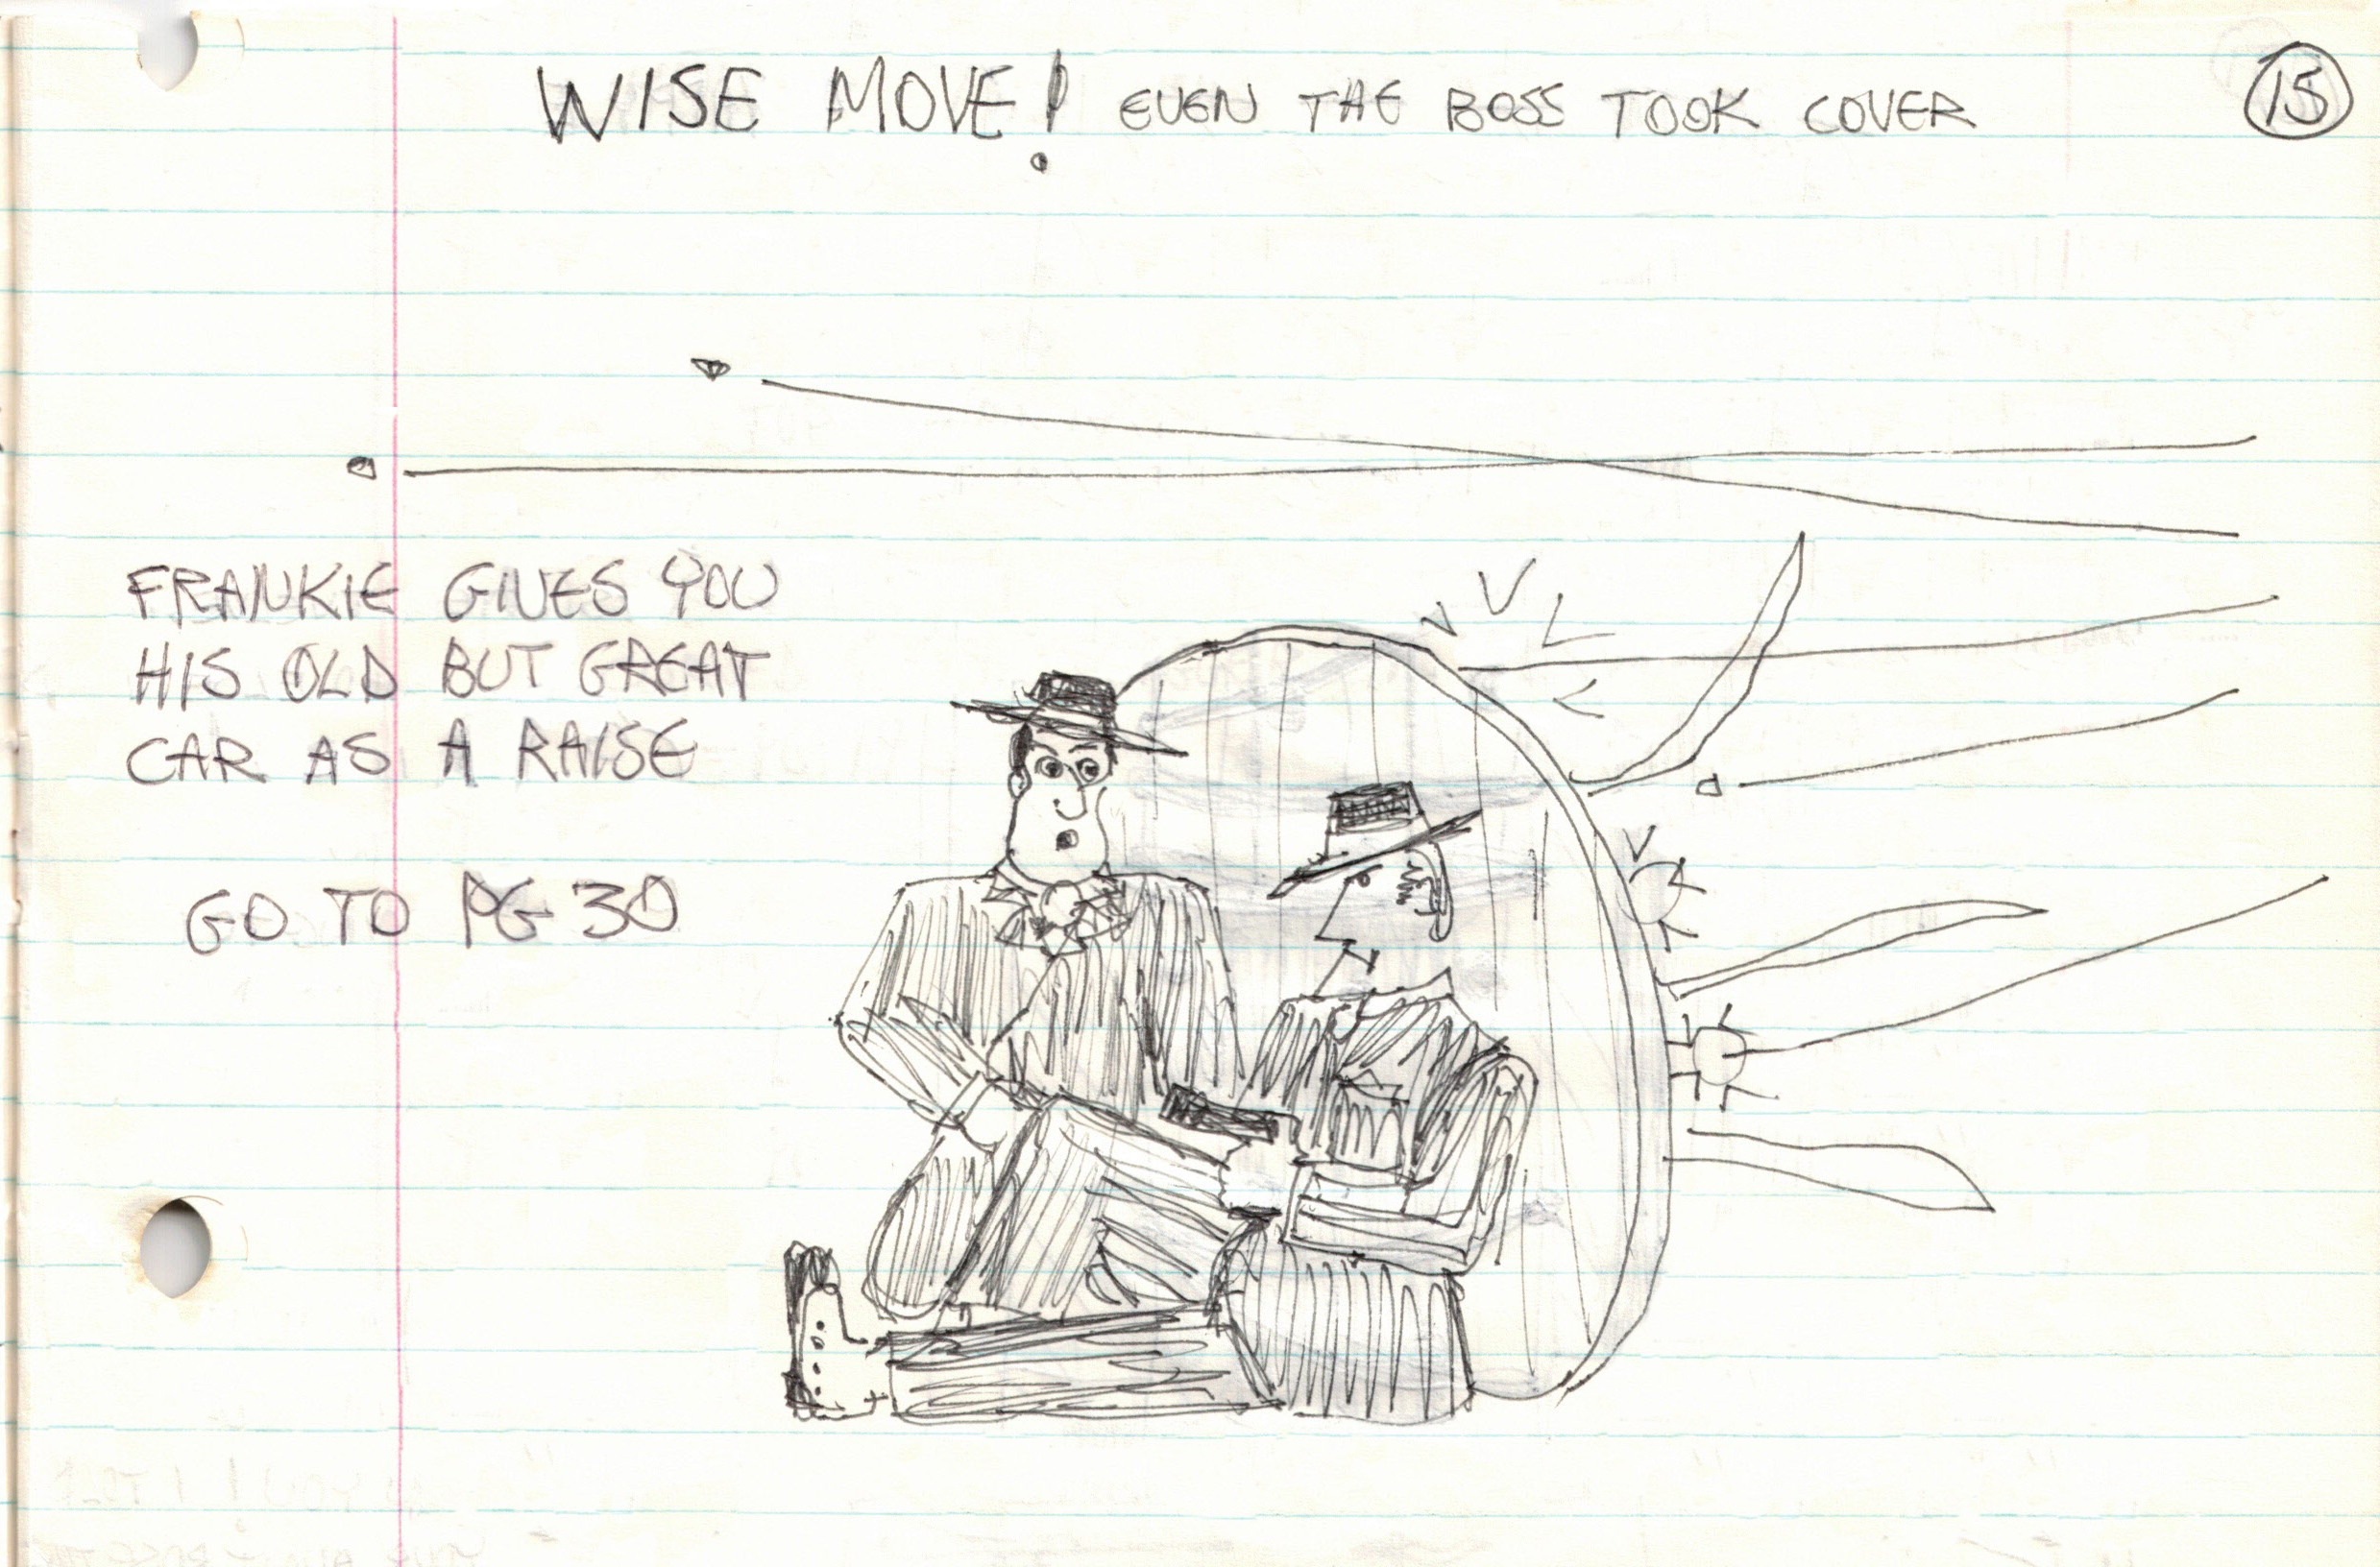 WISE MOVE! EVEN THE BOSS TOOK COVER
15
FRANKIE GIVES YOU
HIS OLD BUT GREAT
CAR AS A RAISE
GO TO PG 30